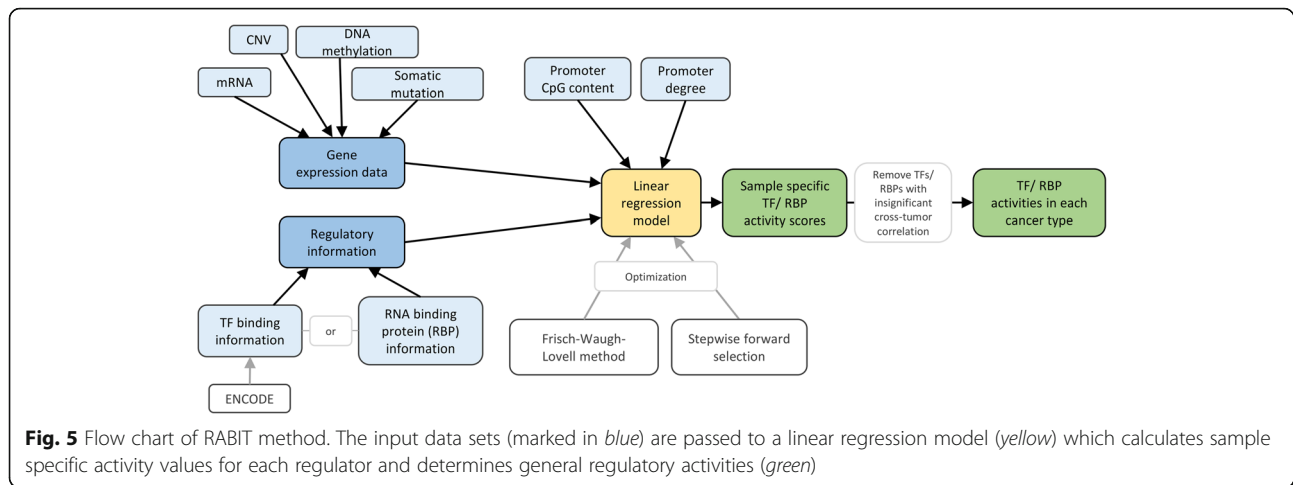 CNV
DNA
methylation
mRNA
Somatic
mutation
Gene
expression data
Promoter
CpG content
Promoter
degree
Regulatory
information
TF binding
information
or
RNA binding
protein (RBP)
information
ENCODE
Linear
regression
model
Optimization
Frisch-Waugh-
Lovell method
Stepwise forward
selection
Sample specific
TF/ RBP
activity scores
Remove TFs/
RBPs with
insignificant
cross-tumor
correlation
TF/ RBP
activities in each
cancer type
Fig. 5 Flow chart of RABIT method. The input data sets (marked in blue) are passed to a linear regression model (yellow) which calculates sample
specific activity values for each regulator and determines general regulatory activities (green)